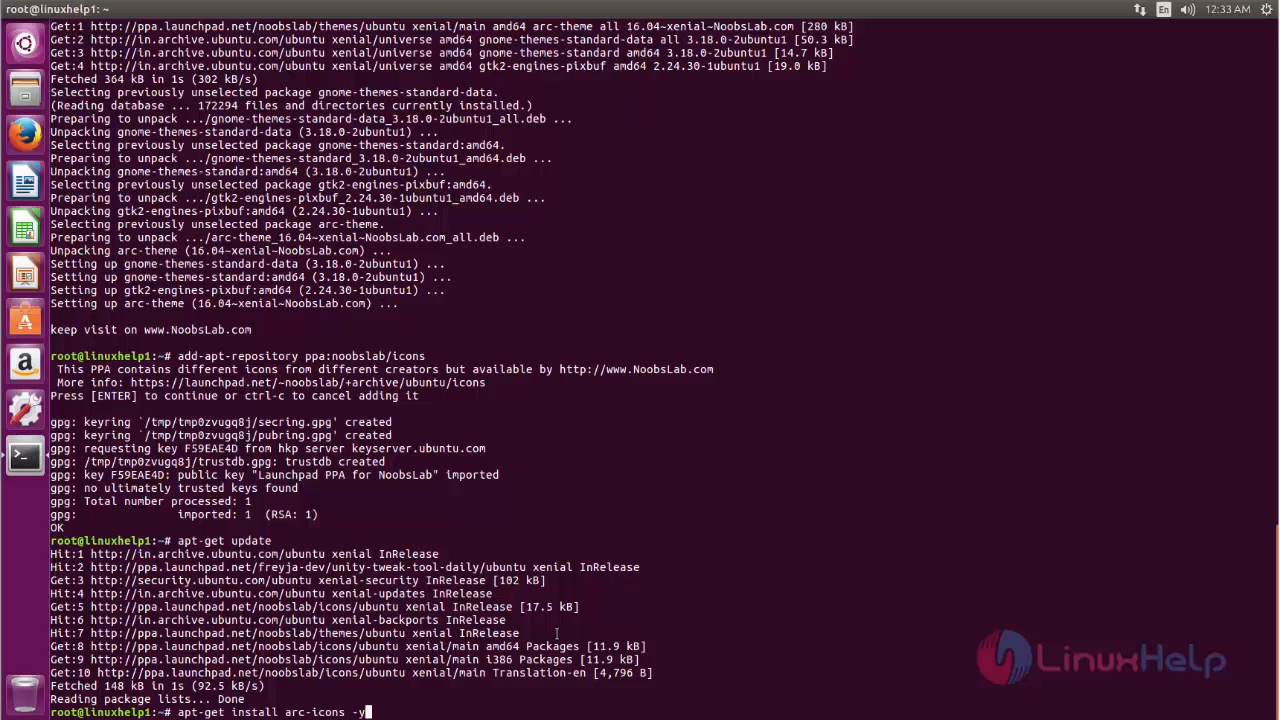 root@linuxhelp1: ~
En
12:33 AM
Get:1 http://ppa.launchpad.net/noobslab/themes/ubuntu xenial/main amd64 arc-theme all 16.04~xenial~NoobsLab.com [280 kB]
Get:2 http://in.archive.ubuntu.com/ubuntu xenial/universe amd64 gnome-themes-standard-data all 3.18.0-2ubuntu1 [50.3 kB]
Get:3 http://in.archive.ubuntu.com/ubuntu xenial/universe amd64 gnome-themes-standard amd64 3.18.0-2ubuntu1 [14.7 kB]
Get:4 http://in.archive.ubuntu.com/ubuntu xenial/universe amd64 gtk2-engines-pixbuf amd64 2.24.30-1ubuntu1 [19.0 kB]
Fetched 364 kB in 1s (302 kB/s)
Selecting previously unselected package gnome-themes-standard-data.
(Reading database ... 172294 files and directories currently installed.)
Preparing to unpack .../gnome-themes-standard-data_3.18.0-2ubuntu1_all.deb ...
Unpacking gnome-themes-standard-data (3.18.0-2ubuntu1) ...
Selecting previously unselected package gnome-themes-standard:amd64.
Preparing to unpack .../gnome-themes-standard_3.18.0-2ubuntu1_amd64.deb ...
Unpacking gnome-themes-standard:amd64 (3.18.0-2ubuntu1) ...
Selecting previously unselected package gtk2-engines-pixbuf:amd64.
Preparing to unpack .../gtk2-engines-pixbuf_2.24.30-1ubuntu1_amd64.deb ...
Unpacking gtk2-engines-pixbuf:amd64 (2.24.30-1ubuntu1) ...
Selecting previously unselected package arc-theme.
Preparing to unpack .../arc-theme_16.04~xenial~NoobsLab.com_all.deb ...
Unpacking arc-theme (16.04~xenial~NoobsLab.com) ...
Setting up gnome-themes-standard-data (3.18.0-2ubuntu1) ...
Setting up gnome-themes-standard:amd64 (3.18.0-2ubuntu1) ...
Setting up gtk2-engines-pixbuf:amd64 (2.24.30-1ubuntu1) ...
Setting up arc-theme (16.04~xenial~NoobsLab.com) ...
keep visit on www.NoobsLab.com
root@linuxhelp1:~# add-apt-repository ppa:noobslab/icons
This PPA contains different icons from different creators but available by http://www.NoobsLab.com
More info: https://launchpad.net/~noobslab/+archive/ubuntu/icons
Press [ENTER] to continue or ctrl-c to cancel adding it
gpg: keyring `/tmp/tmp0zvugq8j/secring.gpg' created
gpg: keyring `/tmp/tmp0zvugq8j/pubring.gpg' created
gpg: requesting key F59EAE4D from hkp server keyserver.ubuntu.com
gpg: /tmp/tmp0zvugq8j/trustdb.gpg: trustdb created
gpg: key F59EAE4D: public key "Launchpad PPA for NoobsLab" imported
gpg: no ultimately trusted keys found
gpg: Total number processed: 1
gpg:               imported: 1  (RSA: 1)
OK
root@linuxhelp1:~# apt-get update
Hit:1 http://in.archive.ubuntu.com/ubuntu xenial InRelease
Hit:2 http://ppa.launchpad.net/freyja-dev/unity-tweak-tool-daily/ubuntu xenial InRelease
Get:3 http://security.ubuntu.com/ubuntu xenial-security InRelease [102 kB]
Hit:4 http://in.archive.ubuntu.com/ubuntu xenial-updates InRelease
Get:5 http://ppa.launchpad.net/noobslab/icons/ubuntu xenial InRelease [17.5 kB]
Hit:6 http://in.archive.ubuntu.com/ubuntu xenial-backports InRelease
Hit:7 http://ppa.launchpad.net/noobslab/themes/ubuntu xenial InRelease
Get:8 http://ppa.launchpad.net/noobslab/icons/ubuntu xenial/main amd64 Packages [11.9 kB]
Get:9 http://ppa.launchpad.net/noobslab/icons/ubuntu xenial/main i386 Packages [11.9 kB]
Get:10 http://ppa.launchpad.net/noobslab/icons/ubuntu xenial/main Translation-en [4,796 B]
Fetched 148 kB in 1s (92.5 kB/s)
Reading package lists... Done
root@linuxhelp1:~# apt-get install arc-icons -y
LinuxHelp